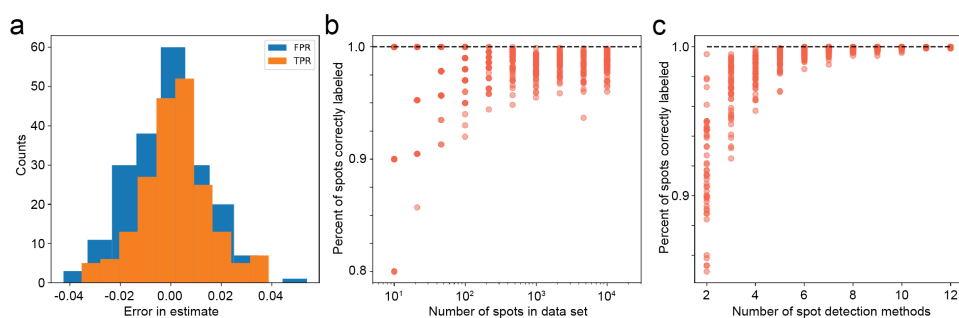 a
Counts
60
50
40
30
20
10
0
FPR
TPR
-0.04
-0.02
0.00
0.02
0.04
Error in estimate
b
Percent of spots correctly labeled
1.0
0.9
0.8
10¹
10²
10³
10⁴
Number of spots in data set
c
Percent of spots correctly labeled
1.0
0.9
2
4
6
8
10
12
Number of spot detection methods